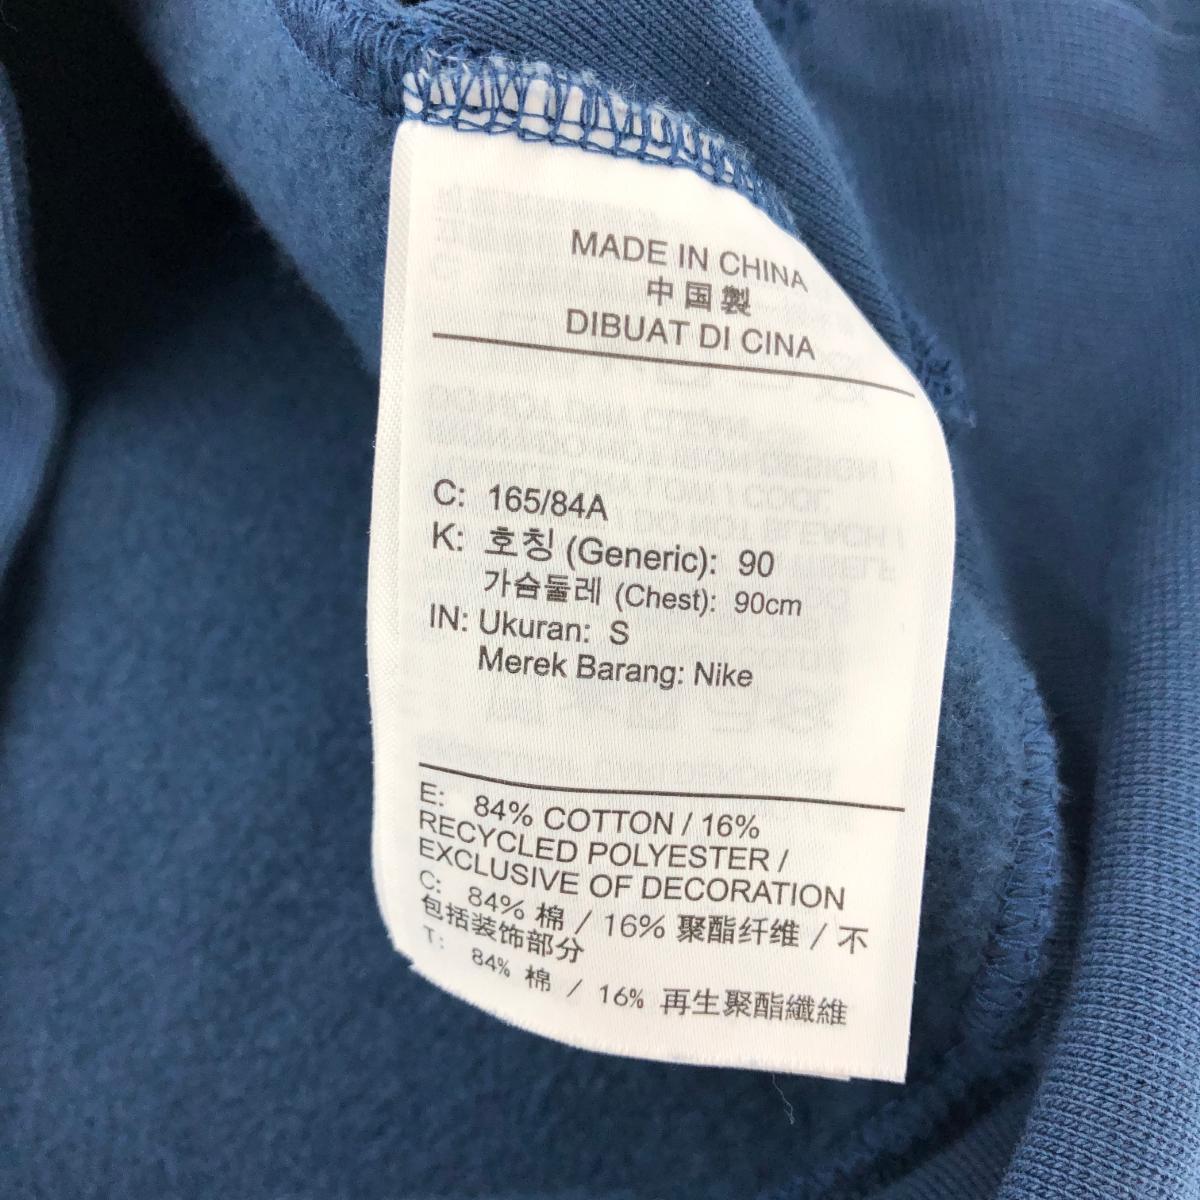 MADE IN CHINA
中国製
DIBUAT DI CINA
C: 165/84A
K: 호칭 (Generic): 90
가슴둘레 (Chest): 90cm
IN: Ukuran: S
Merek Barang: Nike
E: 84% COTTON / 16%
RECYCLED POLYESTER /
EXCLUSIVE OF DECORATION
C: 84% 棉 / 16% 聚酯纤维 / 不
包括装饰部分
T: 84% 棉 / 16% 再生聚酯纖維